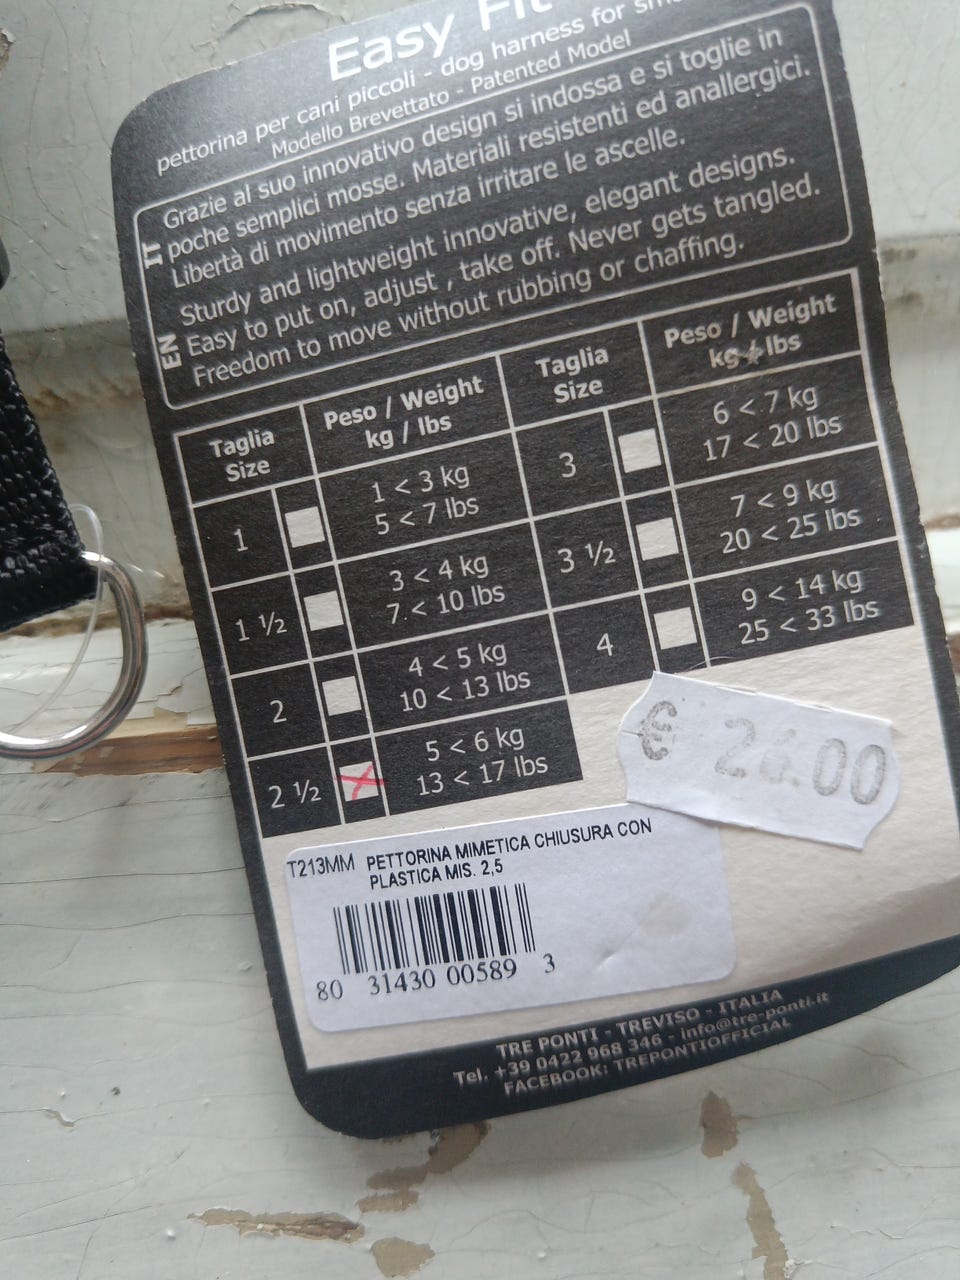 Easy Fit
pettorina per cani piccoli - dog harness for
Modello Brevettato - Patented Model
IT
Grazie al suo innovativo design si indossa e si toglie in
poche semplici mosse. Materiali resistenti ed anallergici.
Libertà di movimento senza irritare le ascelle.
EN
Sturdy and lightweight innovative, elegant designs.
Easy to put on, adjust , take off. Never gets tangled.
Freedom to move without rubbing or chaffing.
Taglia
Size
Peso / Weight
kg / lbs
1
1 < 3 kg
5 < 7 lbs
1 ½
3 < 4 kg
7 < 10 lbs
2
4 < 5 kg
10 < 13 lbs
2 ½
5 < 6 kg
13 < 17 lbs
Taglia
Size
Peso / Weight
kg / lbs
3
6 < 7 kg
17 < 20 lbs
3 ½
7 < 9 kg
20 < 25 lbs
4
9 < 14 kg
25 < 33 lbs
€
T213MM PETTORINA MIMETICA CHIUSURA CON
PLASTICA MIS. 2,5
80 31430 00589 3
TRE PONTI - TREVISO - ITALIA
Tel. +39 0422 968 346 - info@tre-ponti.it
FACEBOOK: TREPONTIOFFICIAL